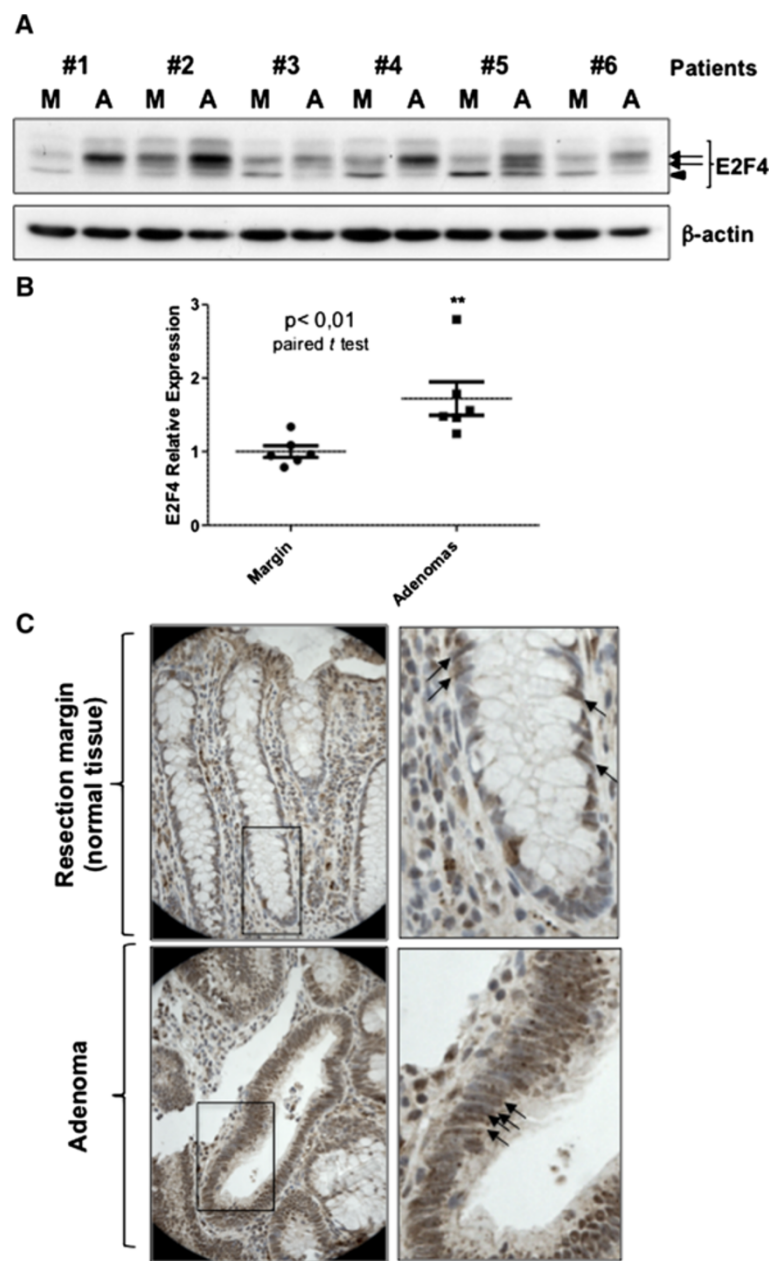 A
#1 #2 #3 #4 #5 #6 Patients
M A M A M A M A M A M A
E2F4
β-actin
B
E2F4 Relative Expression
3
2
1
0
p< 0,01
paired t test
**
Margin
Adenomas
C
Resection margin
(normal tissue)
Adenoma